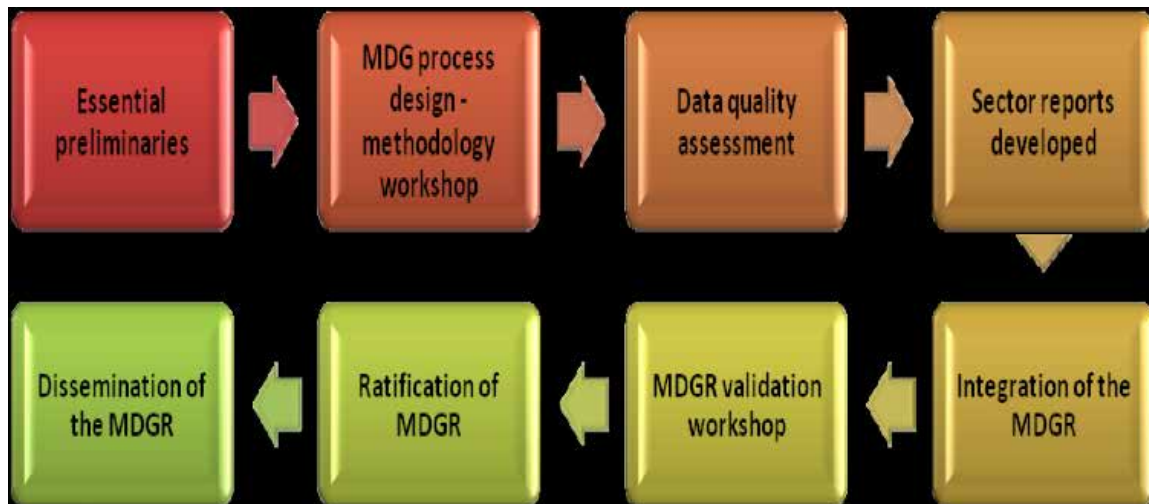 Essential
preliminaries
MDG process
design -
methodology
workshop
Data quality
assessment
Sector reports
developed
Integration of the
MDGR
MDGR validation
workshop
Ratification of
MDGR
Dissemination of
the MDGR